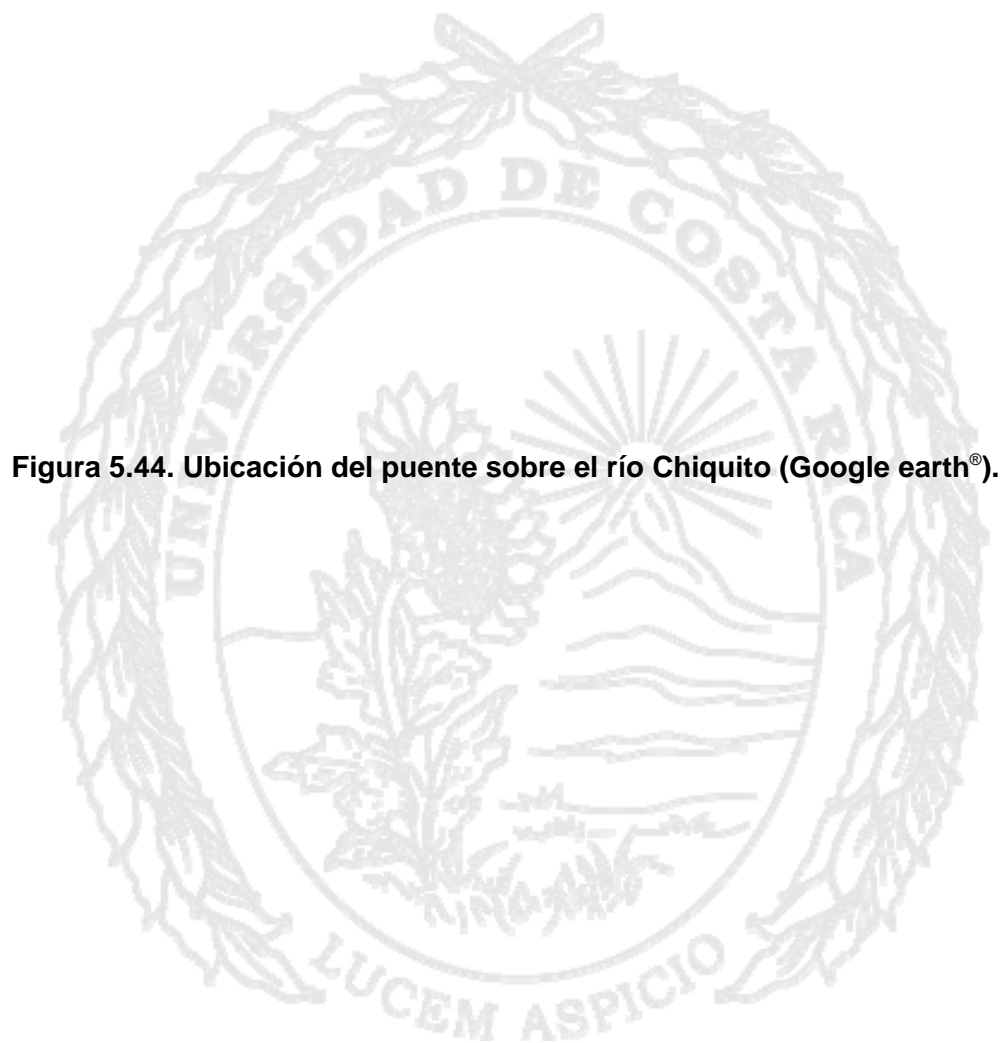 UNIVERSIDAD DE COSTA RICA
Figura 5.44. Ubicación del puente sobre el río Chiquito (Google earth®).
LUCEM ASPICIO